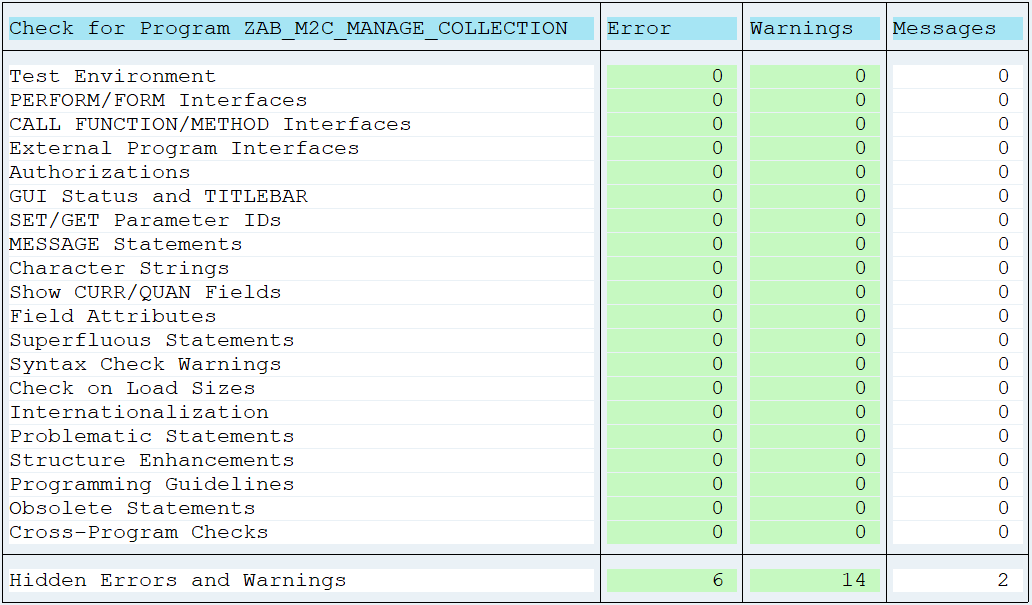 Check for Program ZAB_M2C_MANAGE_COLLECTION Error Warnings Messages
Test Environment 0 0 0
PERFORM/FORM Interfaces 0 0 0
CALL FUNCTION/METHOD Interfaces 0 0 0
External Program Interfaces 0 0 0
Authorizations 0 0 0
GUI Status and TITLEBAR 0 0 0
SET/GET Parameter IDs 0 0 0
MESSAGE Statements 0 0 0
Character Strings 0 0 0
Show CURR/QUAN Fields 0 0 0
Field Attributes 0 0 0
Superfluous Statements 0 0 0
Syntax Check Warnings 0 0 0
Check on Load Sizes 0 0 0
Internationalization 0 0 0
Problematic Statements 0 0 0
Structure Enhancements 0 0 0
Programming Guidelines 0 0 0
Obsolete Statements 0 0 0
Cross-Program Checks 0 0 0
Hidden Errors and Warnings 6 14 2